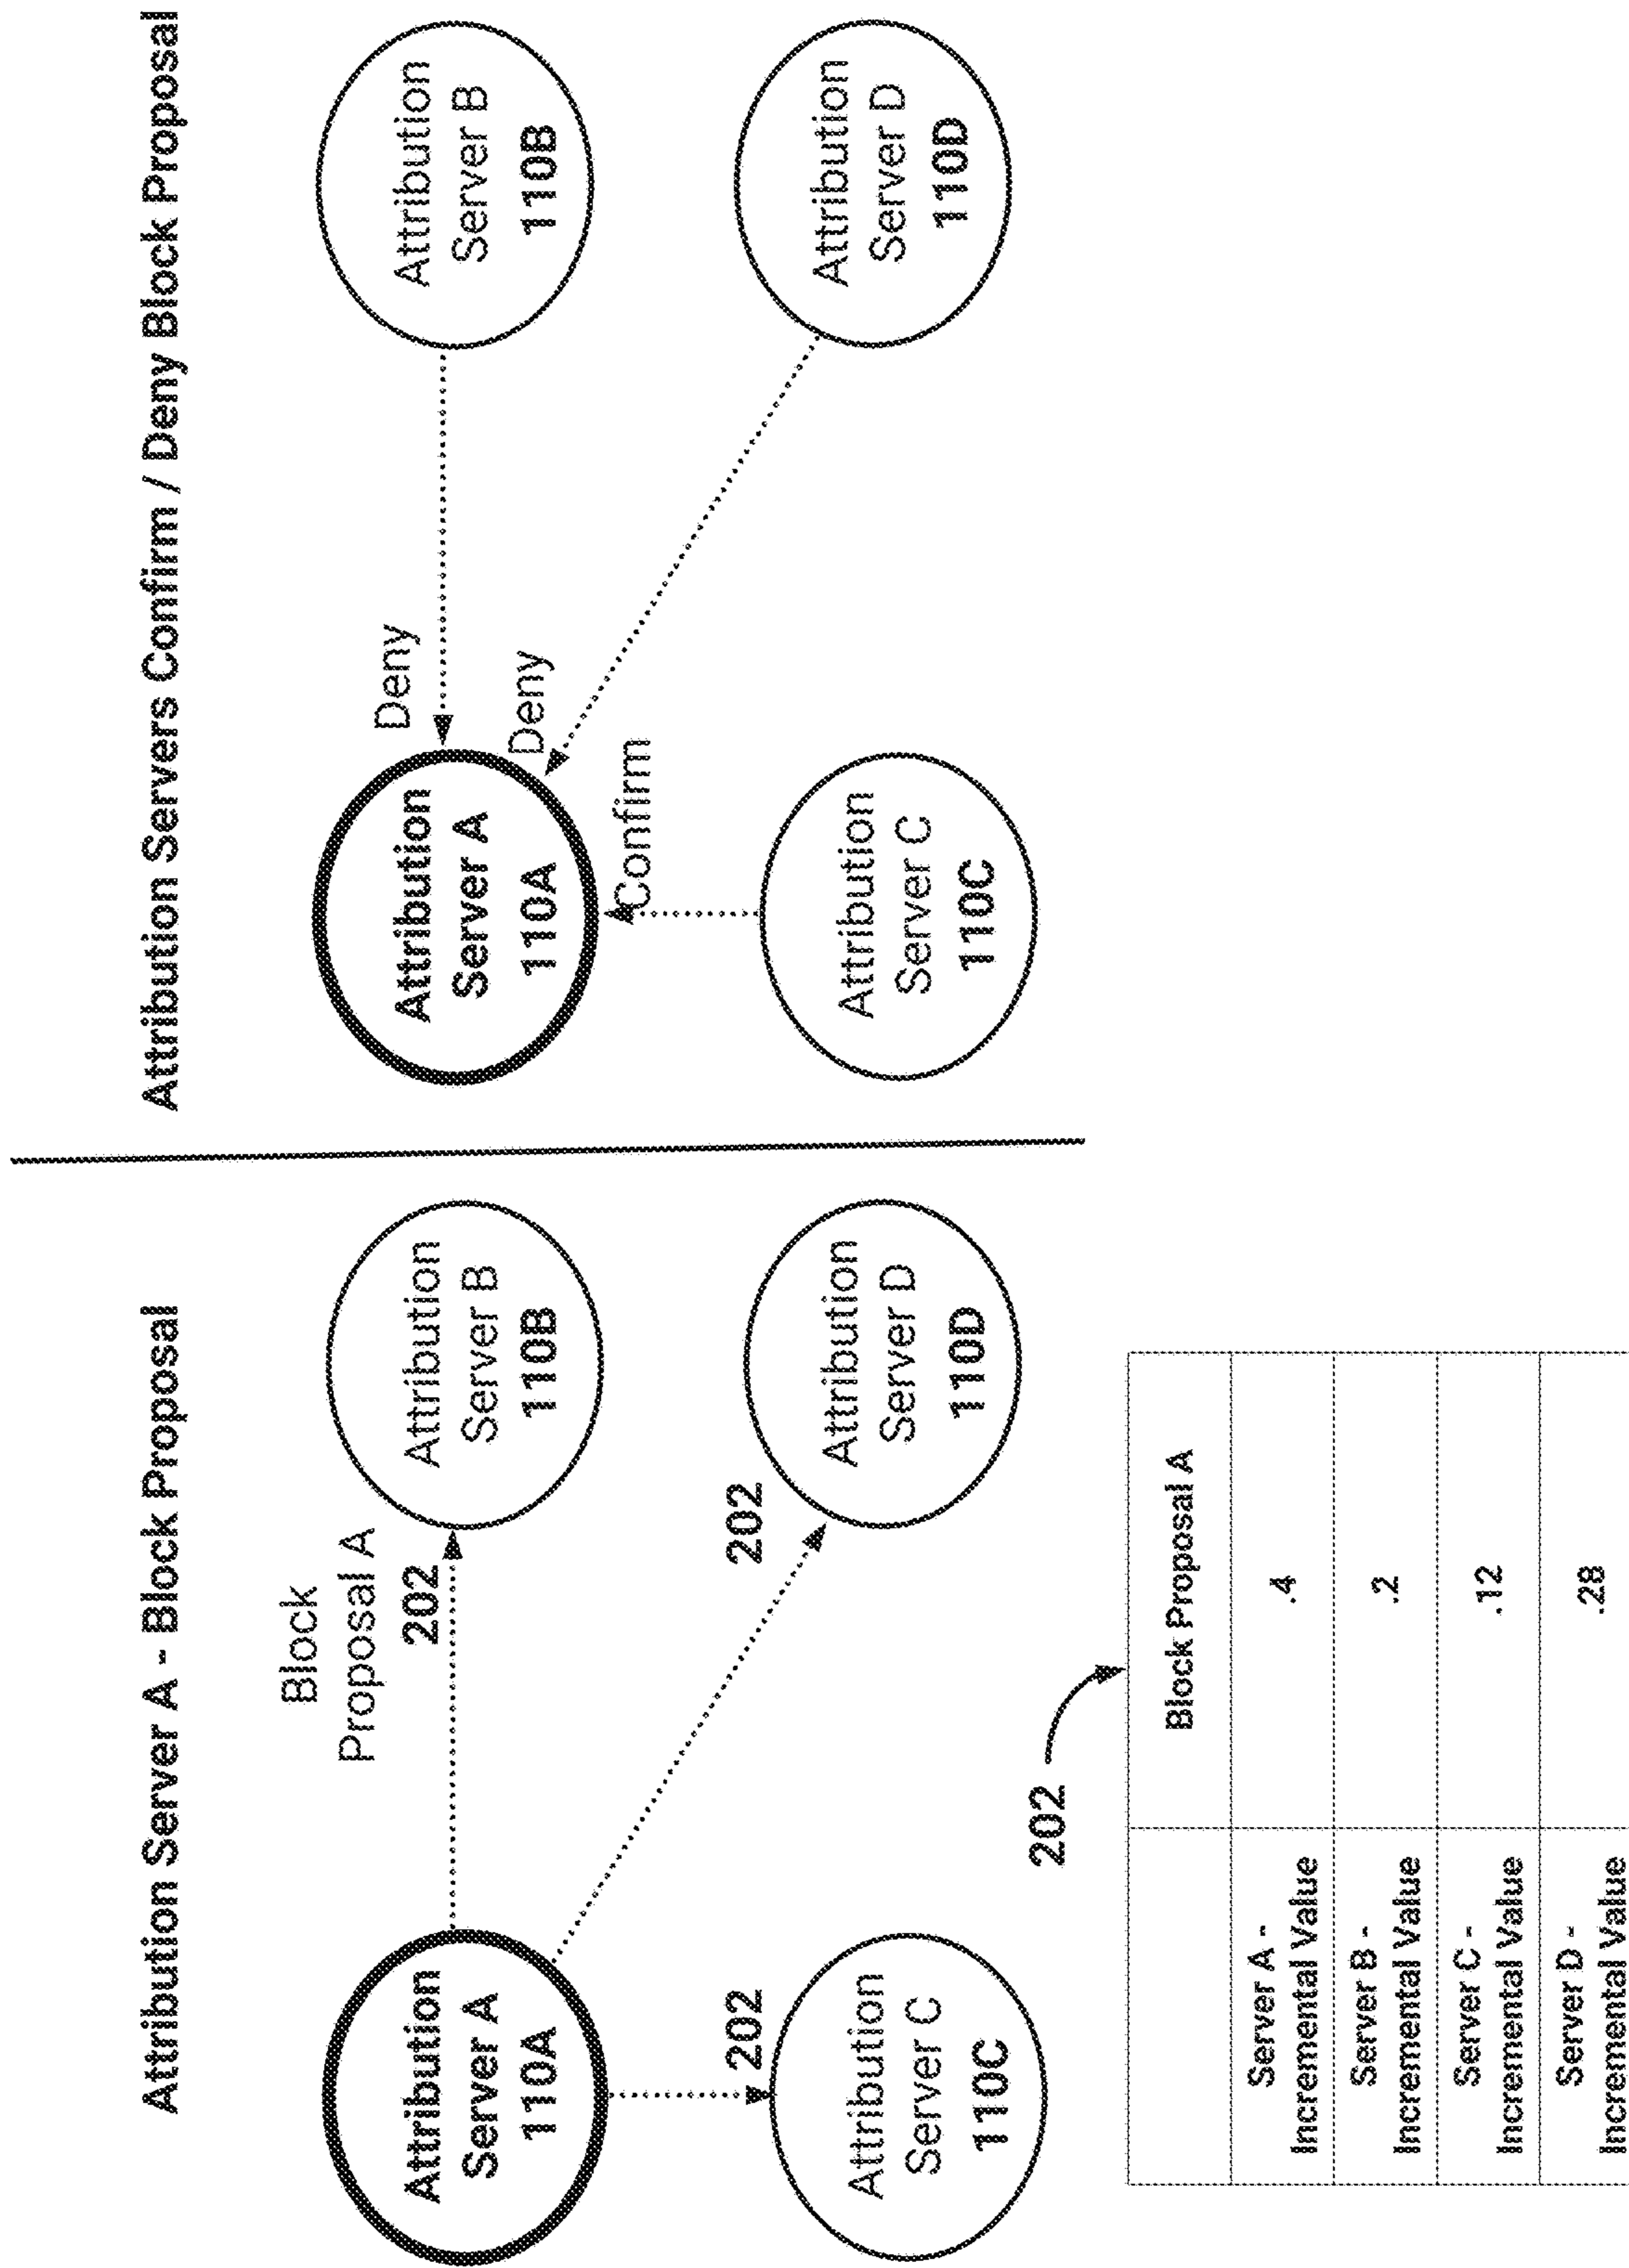 Attribution Server A - Block Proposal
Block
Proposal A
202
Attribution
Server A
110A
Attribution
Server B
110B
202
202
Attribution
Server C
110C
Attribution
Server D
110D
202
Block Proposal A
Server A -
Incremental Value
.4
Server B -
Incremental Value
.2
Server C -
Incremental Value
.12
Server D -
Incremental Value
.28
Attribution Servers Confirm / Deny Block Proposal
Deny
Attribution
Server A
110A
Attribution
Server B
110B
Deny
Confirm
Attribution
Server C
110C
Attribution
Server D
110D